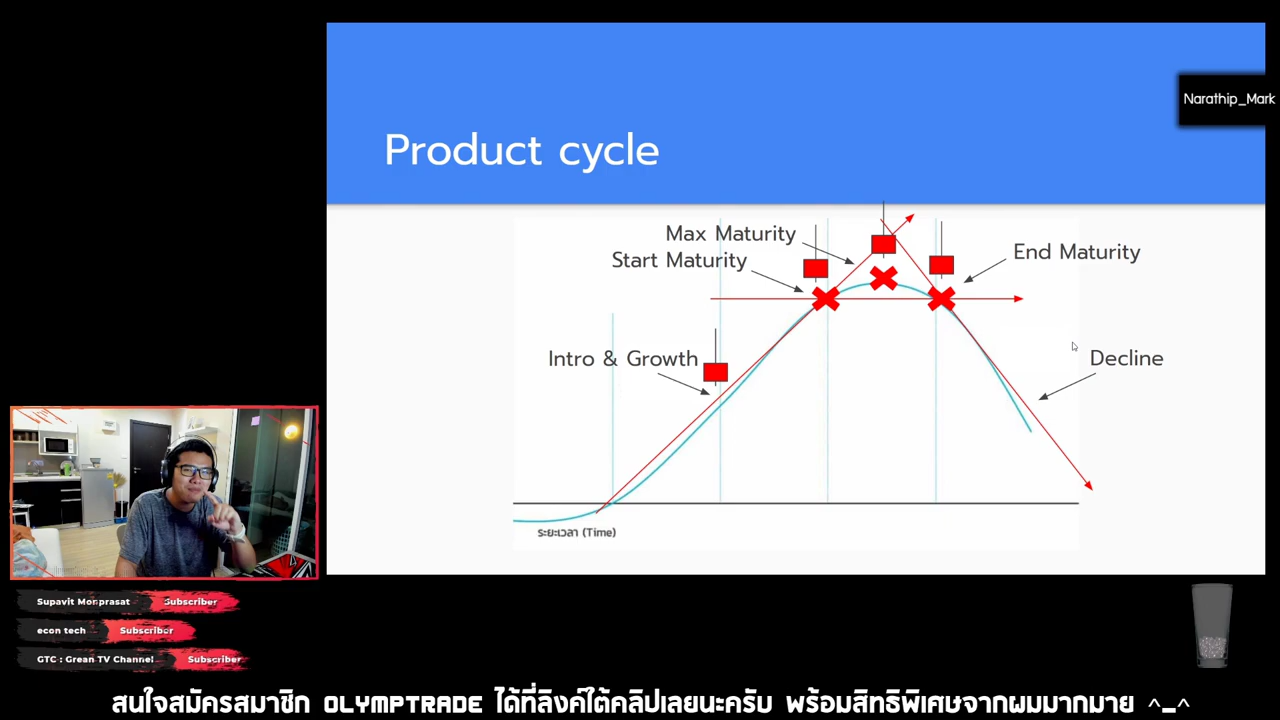 Narathip_Mark
Product cycle
Max Maturity
Start Maturity
End Maturity
Intro & Growth
Decline
ระยะเวลา (Time)
Supavit Monprasat Subscriber
econ tech Subscriber
GTC : Grean TV Channel Subscriber
สนใจสมัครสมาชิก OLYMPTRADE ได้ที่ลิงค์ใต้คลิปเลยนะครับ พร้อมสิทธิพิเศษจากผมมากมาย ^_^